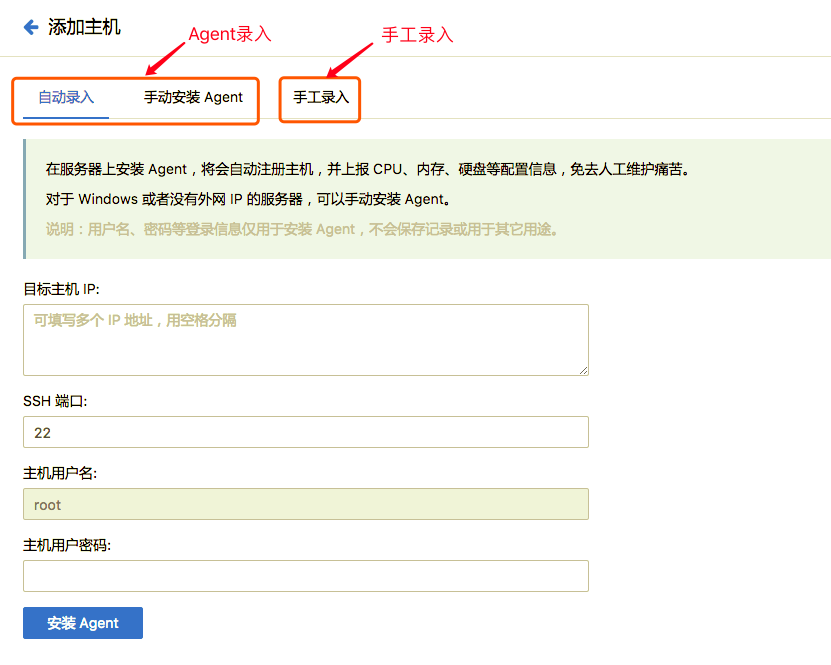 添加主机
Agent录入
手工录入
自动录入
手动安装 Agent
手工录入
在服务器上安装 Agent，将会自动注册主机，并上报 CPU、内存、硬盘等配置信息，免去人工维护痛苦。
对于 Windows 或者没有外网 IP 的服务器，可以手动安装 Agent。
说明：用户名、密码等登录信息仅用于安装 Agent，不会保存记录或用于其它用途。
目标主机 IP:
可填写多个 IP 地址，用空格分隔
SSH 端口:
22
主机用户名:
root
主机用户密码:
安装 Agent